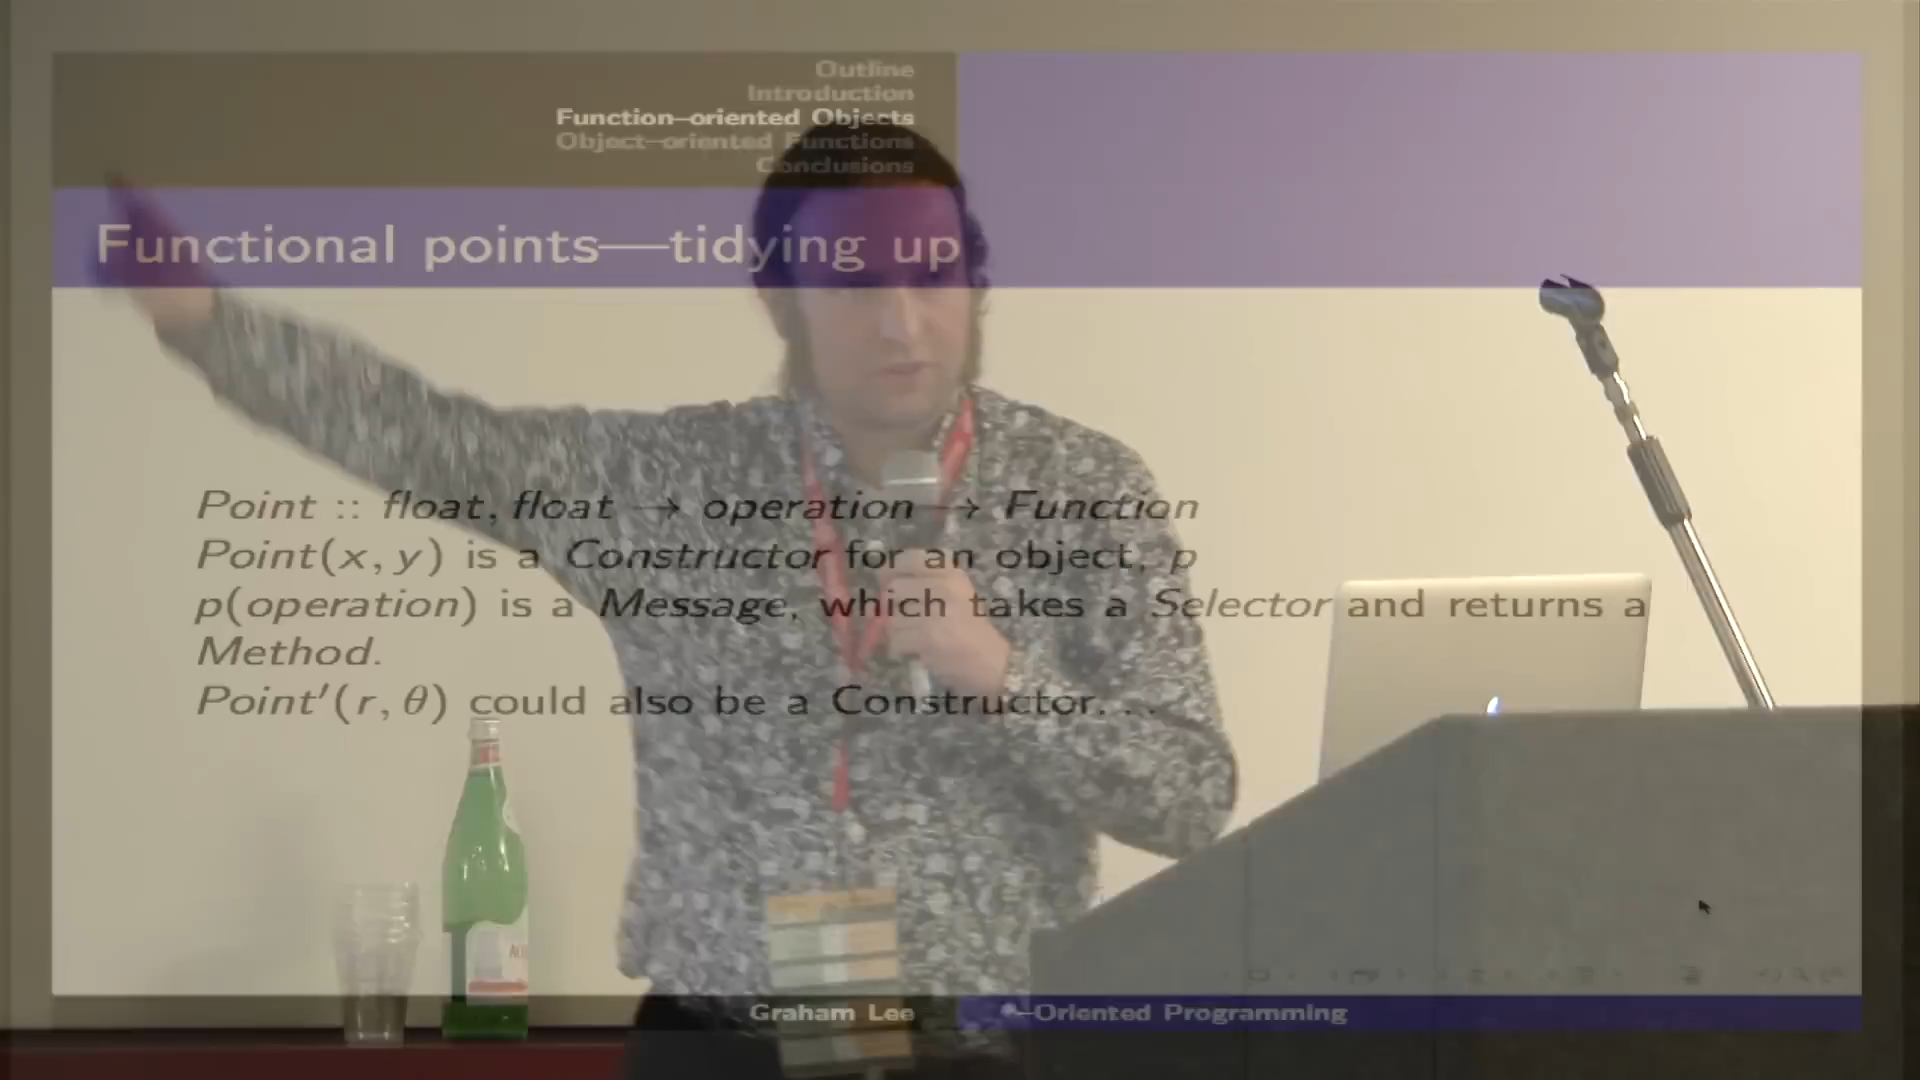 Outline
Introduction
Function–oriented Objects
Object–oriented Functions
Conclusions
Functional points—tidying up
Point :: float, float → operation → Function
Point(x, y) is a Constructor for an object, p
p(operation) is a Message, which takes a Selector and returns a
Method.
Point′(r, θ) could also be a Constructor. . .
Graham Lee
*–Oriented Programming